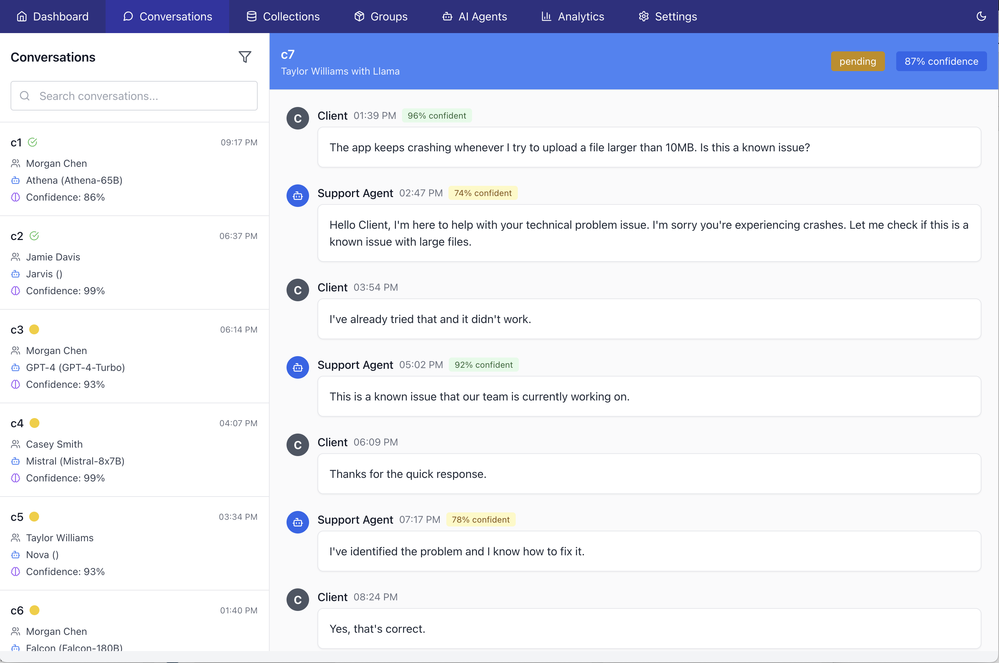 Dashboard
Conversations
Collections
Groups
AI Agents
Analytics
Settings
Conversations
Search conversations...
c1
09:17 PM
Morgan Chen
Athena (Athena-65B)
Confidence: 86%
c2
06:37 PM
Jamie Davis
Jarvis ()
Confidence: 99%
c3
06:14 PM
Morgan Chen
GPT-4 (GPT-4-Turbo)
Confidence: 93%
c4
04:07 PM
Casey Smith
Mistral (Mistral-8x7B)
Confidence: 99%
c5
03:34 PM
Taylor Williams
Nova ()
Confidence: 93%
c6
01:40 PM
Morgan Chen
Falcon (Falcon-180B)
c7
Taylor Williams with Llama
pending
87% confidence
C
Client 01:39 PM 96% confident
The app keeps crashing whenever I try to upload a file larger than 10MB. Is this a known issue?
Support Agent 02:47 PM 74% confident
Hello Client, I'm here to help with your technical problem issue. I'm sorry you're experiencing crashes. Let me check if this is a
known issue with large files.
C
Client 03:54 PM
I've already tried that and it didn't work.
Support Agent 05:02 PM 92% confident
This is a known issue that our team is currently working on.
C
Client 06:09 PM
Thanks for the quick response.
Support Agent 07:17 PM 78% confident
I've identified the problem and I know how to fix it.
C
Client 08:24 PM
Yes, that's correct.